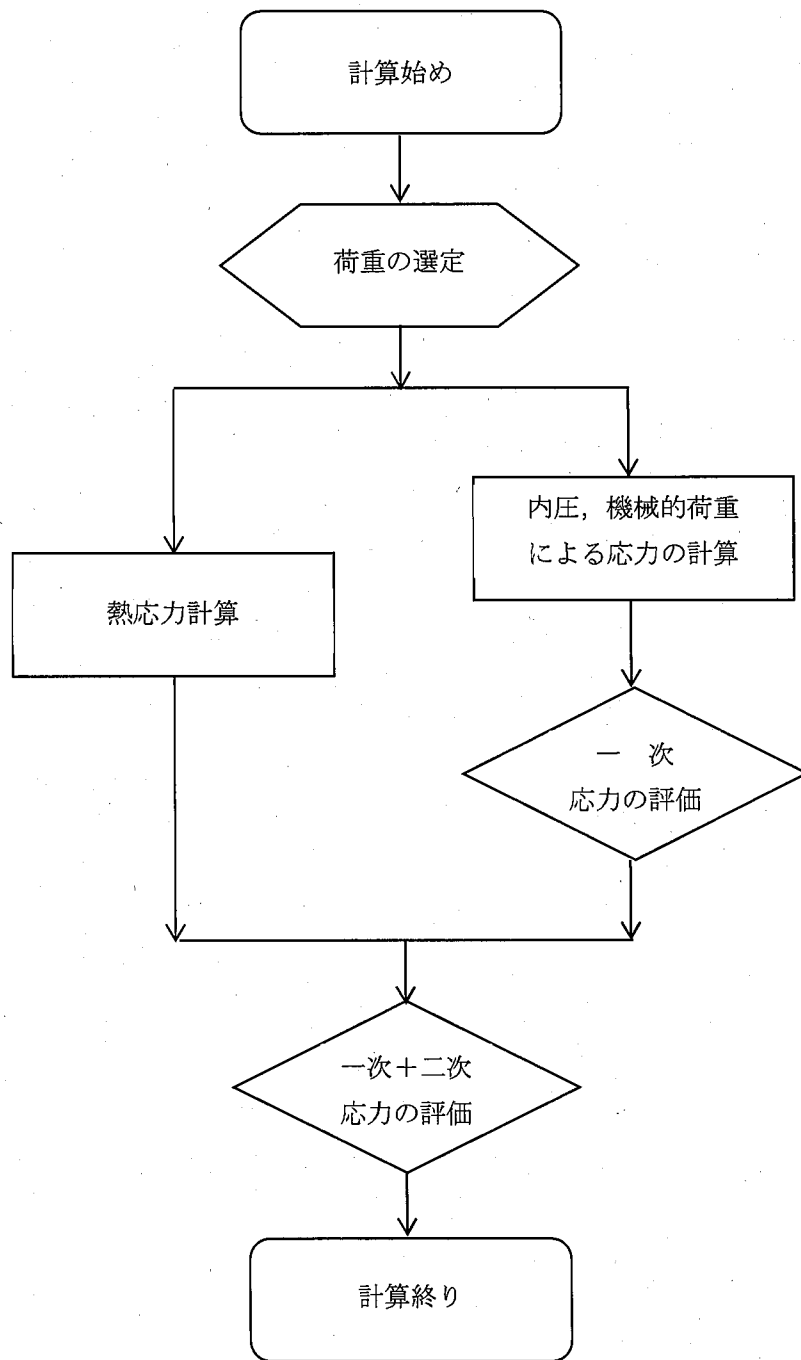 計算始め
荷重の選定
内圧，機械的荷重
による応力の計算
熱応力計算
一　次
応力の評価
一次＋二次
応力の評価
計算終り